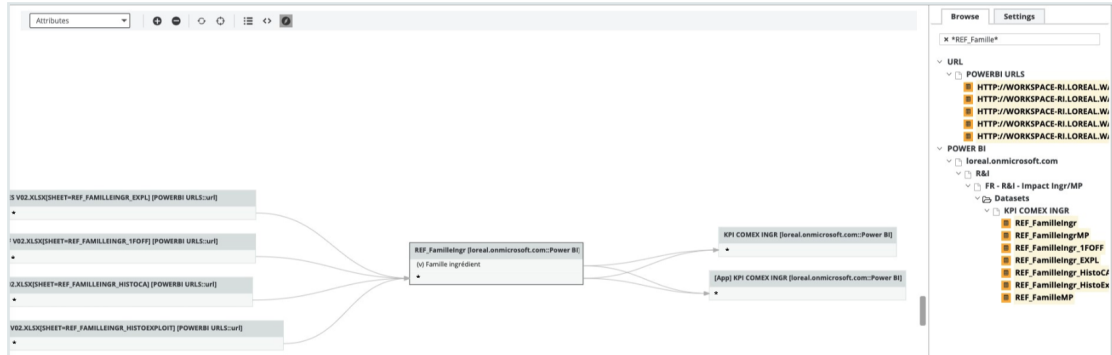 Attributes
S V02.XLSX[SHEET=REF_FAMILLEINGR_EXPL] [POWERBI URLS::url]
*
V02.XLSX[SHEET=REF_FAMILLEINGR_1FOFF] [POWERBI URLS::url]
*
2.XLSX[SHEET=REF_FAMILLEINGR_HISTOCA] [POWERBI URLS::url]
*
V02.XLSX[SHEET=REF_FAMILLEINGR_HISTOEXPLOIT] [POWERBI URLS::url]
*
REF_FamilleIngr [loreal.onmicrosoft.com::Power BI]
(v) Famille ingrédient
*
KPI COMEX INGR [loreal.onmicrosoft.com::Power BI]
*
[App] KPI COMEX INGR [loreal.onmicrosoft.com::Power BI]
*
Browse Settings
× *REF_Famille*
URL
POWERBI URLS
HTTP://WORKSPACE-RI.LOREAL.W
HTTP://WORKSPACE-RI.LOREAL.W
HTTP://WORKSPACE-RI.LOREAL.W
HTTP://WORKSPACE-RI.LOREAL.W
HTTP://WORKSPACE-RI.LOREAL.W
POWER BI
loreal.onmicrosoft.com
R&I
FR - R&I - Impact Ingr/MP
Datasets
KPI COMEX INGR
REF_FamilleIngr
REF_FamilleIngrMP
REF_FamilleIngr_1FOFF
REF_FamilleIngr_EXPL
REF_FamilleIngr_HistoCA
REF_FamilleIngr_HistoEx
REF_FamilleMP